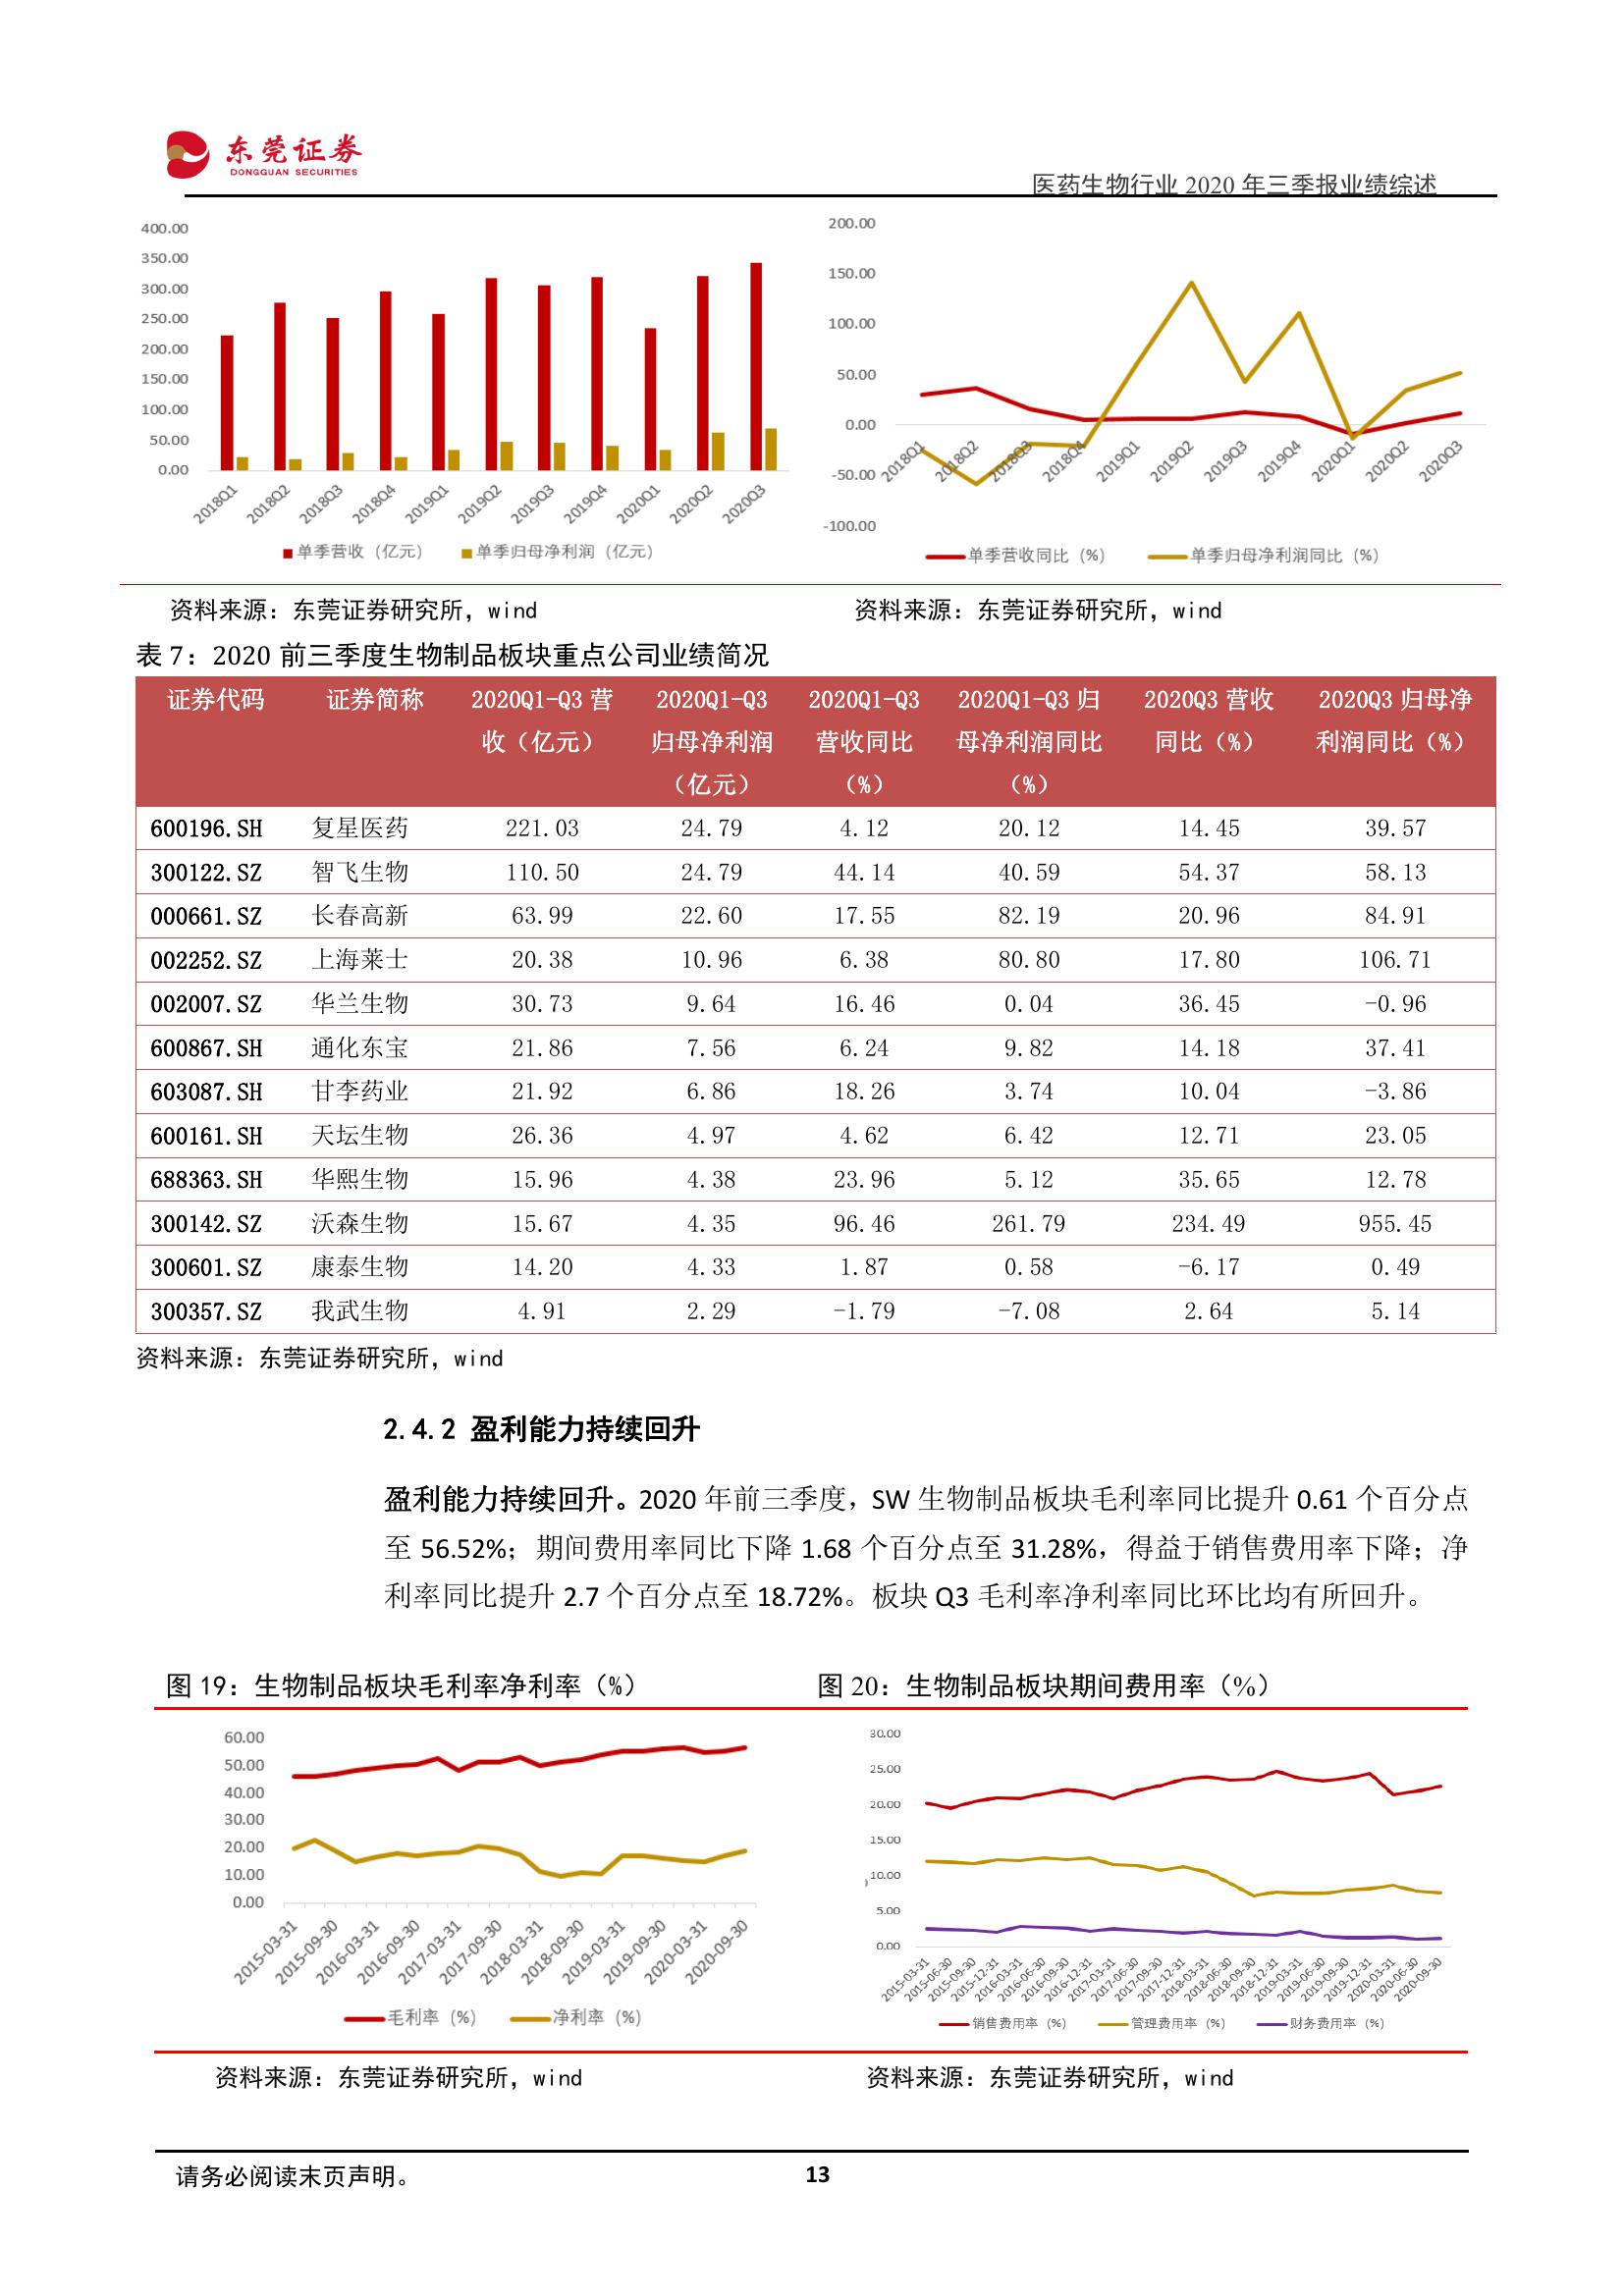 东莞证券
DONGGUAN SECURITIES
医药生物行业 2020 年三季报业绩综述
400.00
350.00
300.00
250.00
200.00
150.00
100.00
50.00
0.00
2018Q1
2018Q2
2018Q3
2018Q4
2019Q1
2019Q2
2019Q3
2019Q4
2020Q1
2020Q2
2020Q3
单季营收（亿元） 单季归母净利润（亿元）
200.00
150.00
100.00
50.00
0.00
-50.00
-100.00
2018Q1
2018Q2
2018Q3
2018Q4
2019Q1
2019Q2
2019Q3
2019Q4
2020Q1
2020Q2
2020Q3
单季营收同比（%） 单季归母净利润同比（%）
资料来源：东莞证券研究所，wind 资料来源：东莞证券研究所，wind
表 7：2020 前三季度生物制品板块重点公司业绩简况
证券代码 证券简称 2020Q1-Q3 营 2020Q1-Q3 2020Q1-Q3 2020Q1-Q3 归 2020Q3 营收 2020Q3 归母净
收（亿元） 归母净利润 营收同比 母净利润同比 同比（%） 利润同比（%）
（亿元） （%） （%）
600196.SH 复星医药 221.03 24.79 4.12 20.12 14.45 39.57
300122.SZ 智飞生物 110.50 24.79 44.14 40.59 54.37 58.13
000661.SZ 长春高新 63.99 22.60 17.55 82.19 20.96 84.91
002252.SZ 上海莱士 20.38 10.96 6.38 80.80 17.80 106.71
002007.SZ 华兰生物 30.73 9.64 16.46 0.04 36.45 -0.96
600867.SH 通化东宝 21.86 7.56 6.24 9.82 14.18 37.41
603087.SH 甘李药业 21.92 6.86 18.26 3.74 10.04 -3.86
600161.SH 天坛生物 26.36 4.97 4.62 6.42 12.71 23.05
688363.SH 华熙生物 15.96 4.38 23.96 5.12 35.65 12.78
300142.SZ 沃森生物 15.67 4.35 96.46 261.79 234.49 955.45
300601.SZ 康泰生物 14.20 4.33 1.87 0.58 -6.17 0.49
300357.SZ 我武生物 4.91 2.29 -1.79 -7.08 2.64 5.14
资料来源：东莞证券研究所，wind
2.4.2 盈利能力持续回升
盈利能力持续回升。2020 年前三季度，SW 生物制品板块毛利率同比提升 0.61 个百分点
至 56.52%；期间费用率同比下降 1.68 个百分点至 31.28%，得益于销售费用率下降；净
利率同比提升 2.7 个百分点至 18.72%。板块 Q3 毛利率净利率同比环比均有所回升。
图 19：生物制品板块毛利率净利率（%） 图 20：生物制品板块期间费用率（%）
60.00
50.00
40.00
30.00
20.00
10.00
0.00
2015-03-31
2015-09-30
2016-03-31
2016-09-30
2017-03-31
2017-09-30
2018-03-31
2018-09-30
2019-03-31
2019-09-30
2020-03-31
2020-09-30
毛利率（%） 净利率（%）
30.00
25.00
20.00
15.00
10.00
5.00
0.00
2015-03-31
2015-06-30
2015-09-30
2015-12-31
2016-03-31
2016-06-30
2016-09-30
2016-12-31
2017-03-31
2017-06-30
2017-09-30
2017-12-31
2018-03-31
2018-06-30
2018-09-30
2018-12-31
2019-03-31
2019-06-30
2019-09-30
2019-12-31
2020-03-31
2020-06-30
2020-09-30
销售费用率（%） 管理费用率（%） 财务费用率（%）
资料来源：东莞证券研究所，wind 资料来源：东莞证券研究所，wind
请务必阅读末页声明。 13